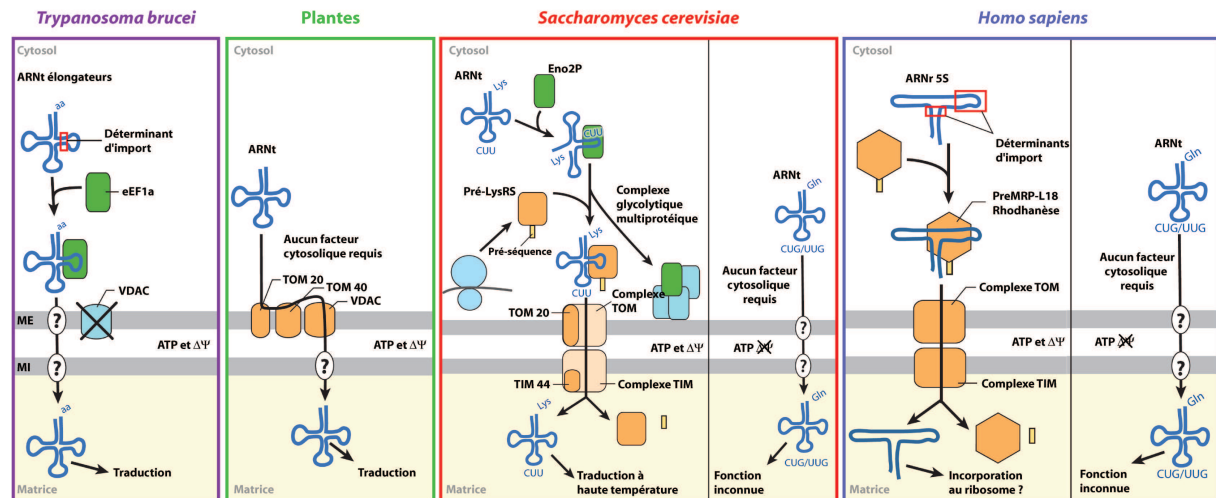 Trypanosoma brucei
Cytosol
ARNt élongateurs
aa
Déterminant
d'import
eEF1a
aa
VDAC
ME
?
ATP et ΔΨ
MI
?
aa
Traduction
Matrice
Plantes
Cytosol
ARNt
Aucun facteur
cytosolique requis
TOM 20
TOM 40
VDAC
ATP et ΔΨ
?
Traduction
Matrice
Saccharomyces cerevisiae
Cytosol
Eno2P
ARNt
Lys
CUU
CUU
Lys
Pré-LysRS
Complexe
glycolytique
multiprotéique
Pré-séquence
Lys
CUU
TOM 20
Complexe
TOM
ATP et ΔΨ
TIM 44
Complexe TIM
Lys
CUU
Traduction à
haute température
Matrice
ARNt
Gln
CUG/UUG
Aucun facteur
cytosolique
requis
?
ATP ΔΨ
?
Gln
CUG/UUG
Fonction
inconnue
Homo sapiens
Cytosol
ARNr 5S
Déterminants
d'import
PreMRP-L18
Rhodhanèse
Complexe TOM
ATP et ΔΨ
Complexe TIM
Incorporation
au ribosome ?
Matrice
ARNt
Gln
CUG/UUG
Aucun facteur
cytosolique
requis
?
ATP ΔΨ
?
Gln
CUG/UUG
Fonction
inconnue